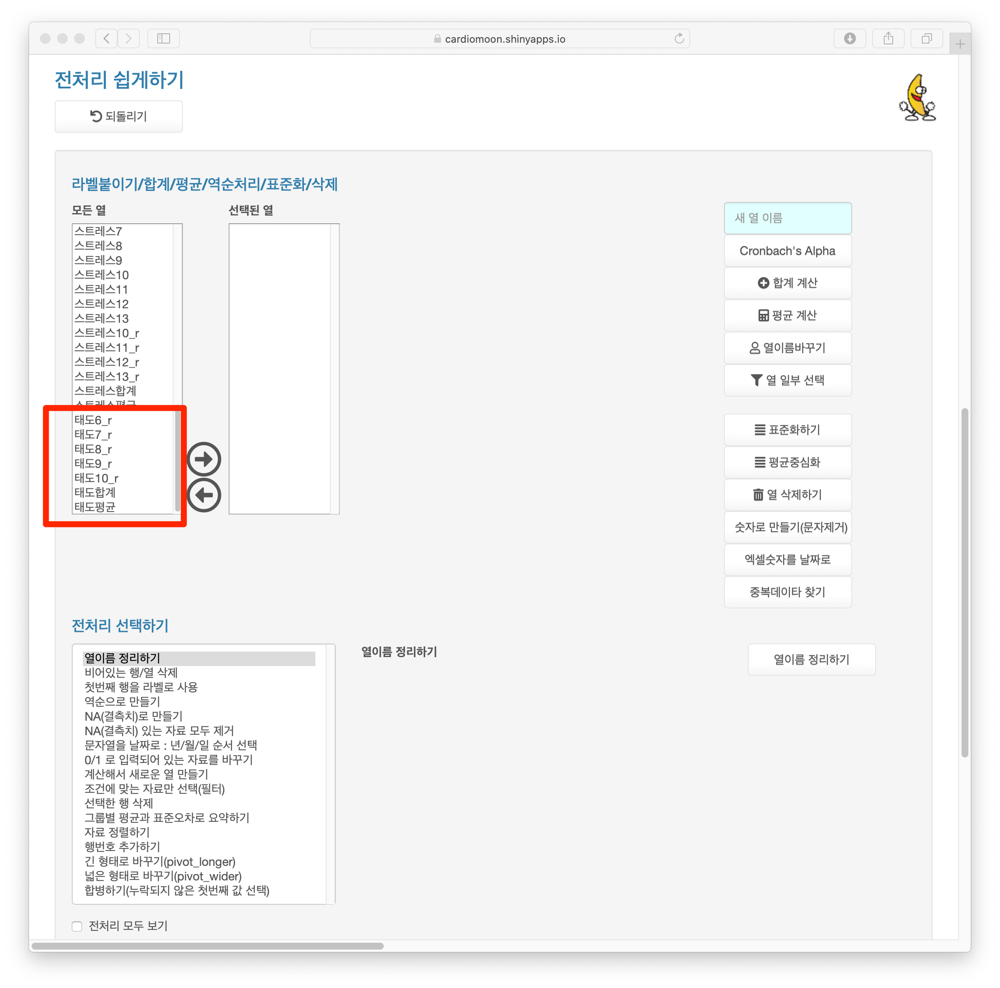 cardiomoon.shinyapps.io
전처리 쉽게하기
되돌리기
라벨붙이기/합계/평균/역순처리/표준화/삭제
모든 열
선택된 열
스트레스7
스트레스8
스트레스9
스트레스10
스트레스11
스트레스12
스트레스13
스트레스10_r
스트레스11_r
스트레스12_r
스트레스13_r
스트레스합계
스트레스평균
태도6_r
태도7_r
태도8_r
태도9_r
태도10_r
태도합계
태도평균
새 열 이름
Cronbach's Alpha
합계 계산
평균 계산
열이름바꾸기
열 일부 선택
표준화하기
평균중심화
열 삭제하기
숫자로 만들기(문자제거)
엑셀숫자를 날짜로
중복데이타 찾기
전처리 선택하기
열이름 정리하기
비어있는 행/열 삭제
첫번째 행을 라벨로 사용
역순으로 만들기
NA(결측치)로 만들기
NA(결측치) 있는 자료 모두 제거
문자열을 날짜로 : 년/월/일 순서 선택
0/1 로 입력되어 있는 자료를 바꾸기
계산해서 새로운 열 만들기
조건에 맞는 자료만 선택(필터)
선택한 행 삭제
그룹별 평균과 표준오차로 요약하기
자료 정렬하기
행번호 추가하기
긴 형태로 바꾸기(pivot_longer)
넓은 형태로 바꾸기(pivot_wider)
합병하기(누락되지 않은 첫번째 값 선택)
열이름 정리하기
열이름 정리하기
전처리 모두 보기